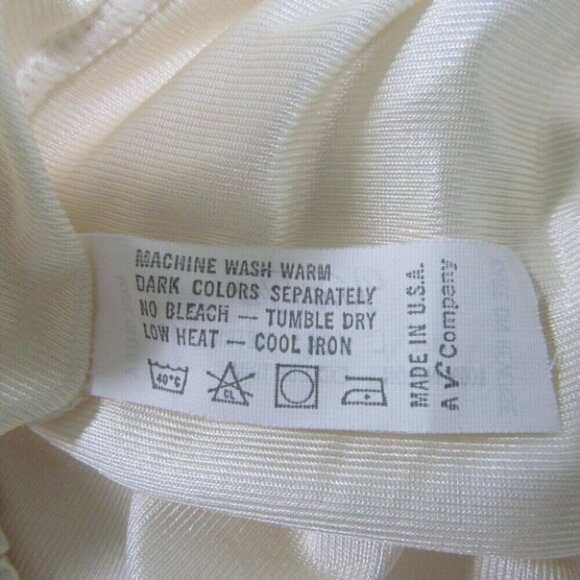 MACHINE WASH WARM
DARK COLORS SEPARATELY
NO BLEACH — TUMBLE DRY
LOW HEAT — COOL IRON
40°C
CL
MADE IN U.S.A.
A VF Company